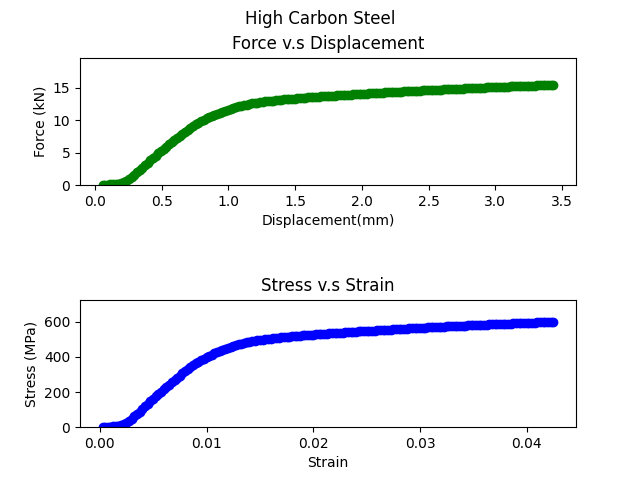 High Carbon Steel
Force v.s Displacement
Force (kN)
15
10
5
0
0.0 0.5 1.0 1.5 2.0 2.5 3.0 3.5
Displacement(mm)
Stress v.s Strain
Stress (MPa)
600
400
200
0
0.00 0.01 0.02 0.03 0.04
Strain